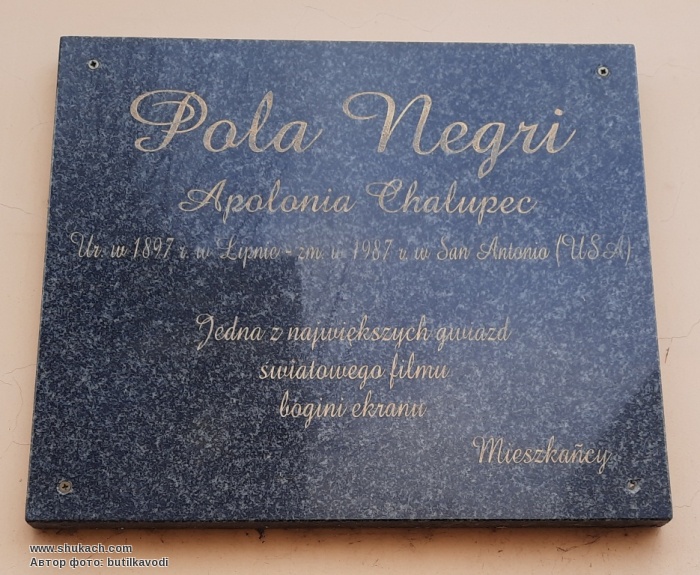 Pola Negri
Apolonia Chalupec
Ur. w 1897 r. w Lipnie - zm. w 1987 r. w San Antonio (USA).
Jedna z największych gwiazd
światowego filmu
bogini ekranu
Mieszkańcy
www.shukach.com
Автор фото: butilkavodi